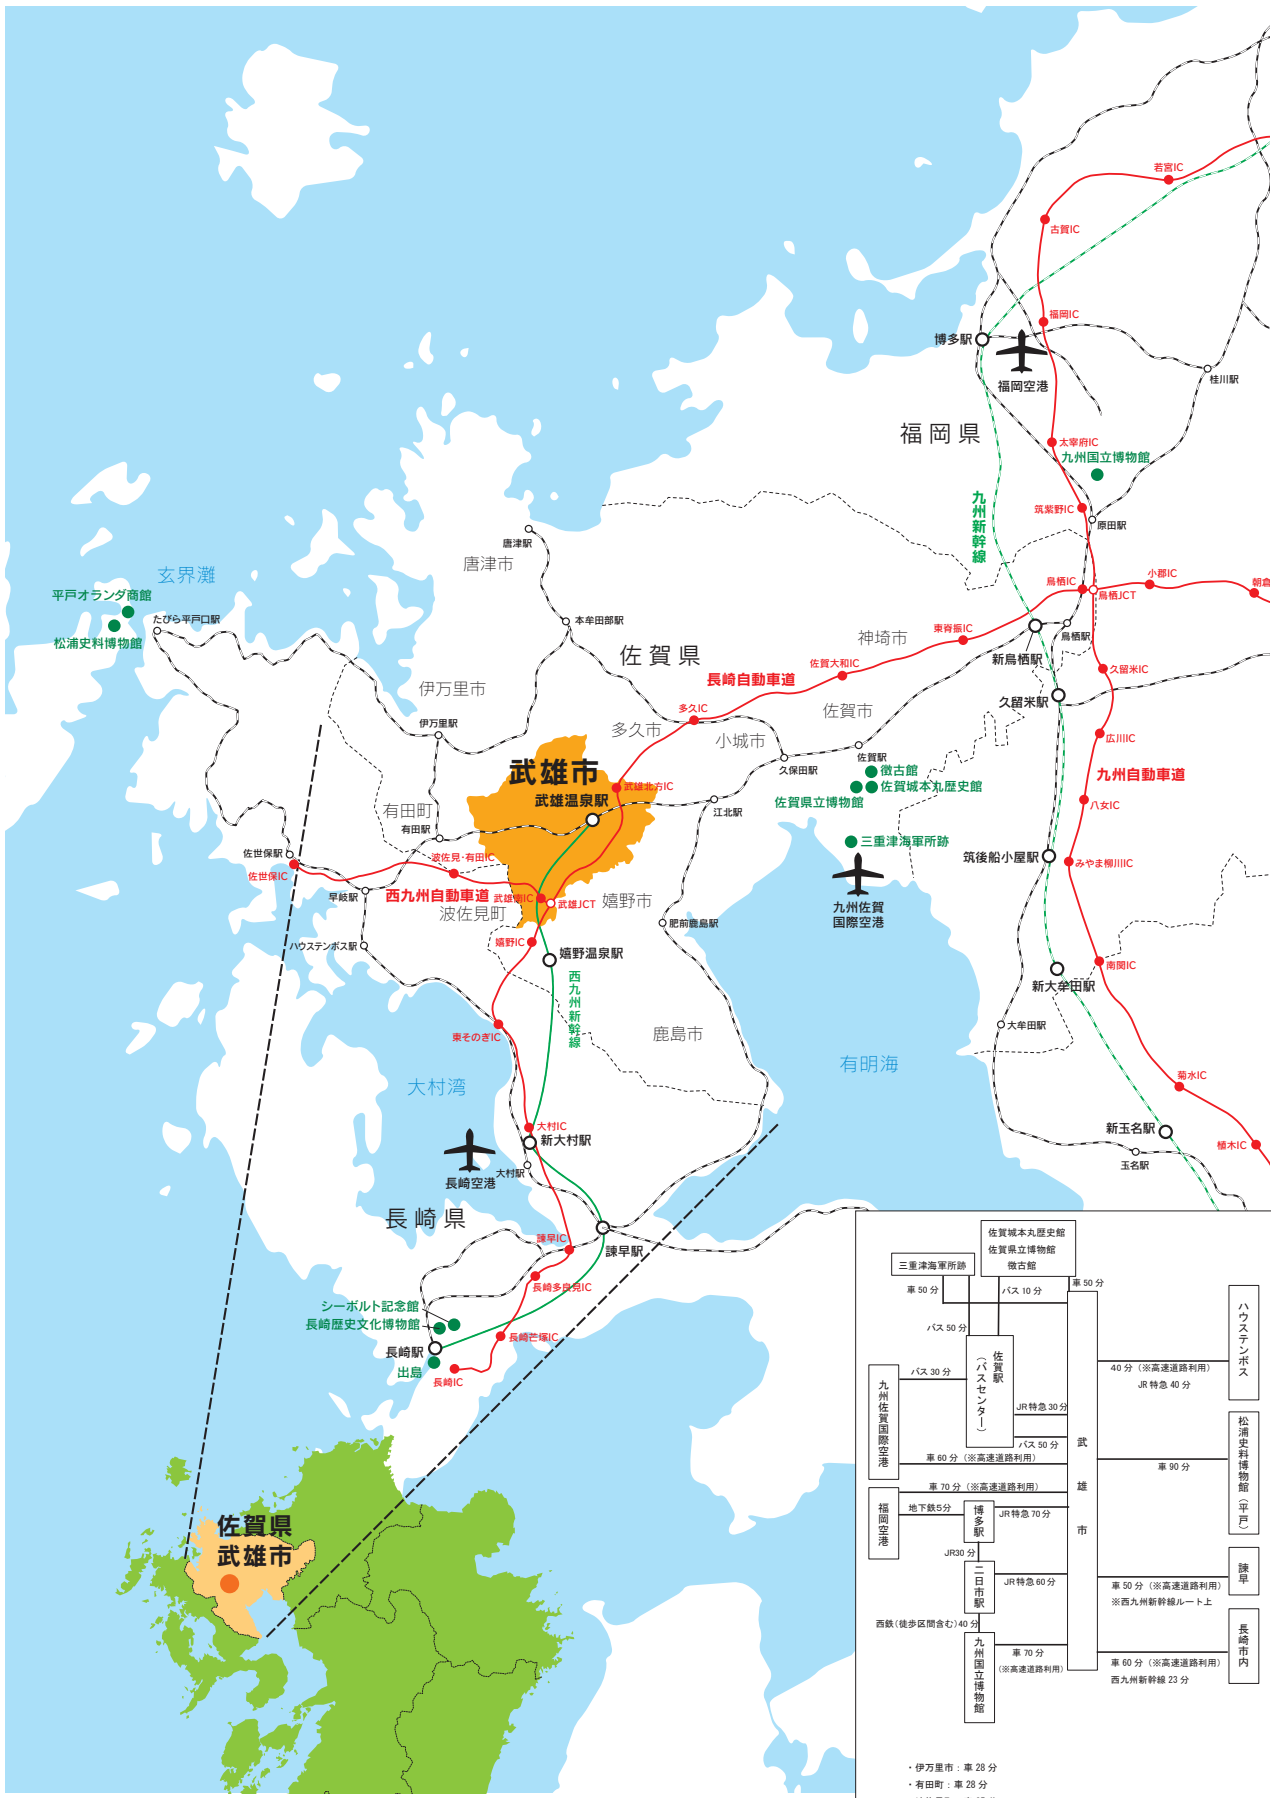 若宮IC
古賀IC
福岡IC
博多駅
福岡空港
桂川駅
福岡県
太宰府IC
九州国立博物館
九州新幹線
筑紫野IC
原田駅
唐津駅
唐津市
玄界灘
平戸オランダ商館
松浦史料博物館
たびら平戸口駅
本牟田部駅
鳥栖IC
鳥栖JCT
小郡IC
朝倉
東脊振IC
神埼市
鳥栖駅
新鳥栖駅
佐賀県
佐賀大和IC
長崎自動車道
久留米IC
久留米駅
伊万里市
伊万里駅
多久IC
多久市
小城市
佐賀市
佐賀駅
久保田駅
広川IC
九州自動車道
武雄市
武雄温泉駅
武雄北方IC
徴古館
佐賀城本丸歴史館
佐賀県立博物館
江北駅
八女IC
有田町
有田駅
三重津海軍所跡
佐世保駅
佐世保IC
波佐見・有田IC
筑後船小屋駅
みやま柳川IC
早岐駅
西九州自動車道
武雄南IC
武雄JCT
嬉野市
波佐見町
九州佐賀
国際空港
肥前鹿島駅
ハウステンボス駅
嬉野IC
嬉野温泉駅
西九州新幹線
南関IC
新大牟田駅
大牟田駅
東そのぎIC
鹿島市
有明海
大村湾
菊水IC
大村IC
新大村駅
新玉名駅
植木IC
玉名駅
大村駅
長崎空港
長崎県
諫早IC
諫早駅
長崎多良見IC
シーボルト記念館
長崎歴史文化博物館
長崎芒塚IC
長崎駅
出島
長崎IC
佐賀県
武雄市
佐賀城本丸歴史館
佐賀県立博物館
徴古館
三重津海軍所跡
車 50 分
バス 10 分
車 50 分
バス 50 分
佐賀駅
(バスセンター)
ハウステンボス
40 分（※高速道路利用）
JR 特急 40 分
バス 30 分
九州佐賀国際空港
JR 特急 30 分
バス 50 分
車 60 分（※高速道路利用）
武雄市
松浦史料博物館(平戸)
車 90 分
車 70 分（※高速道路利用）
福岡空港
地下鉄5分
博多駅
JR 特急 70 分
JR30 分
二日市駅
JR 特急 60 分
諫早
車 50 分（※高速道路利用）
※西九州新幹線ルート上
西鉄(徒歩区間含む)40 分
九州国立博物館
車 70 分
（※高速道路利用）
長崎市内
車 60 分（※高速道路利用）
西九州新幹線 23 分
・伊万里市：車 28 分
・有田町：車 28 分